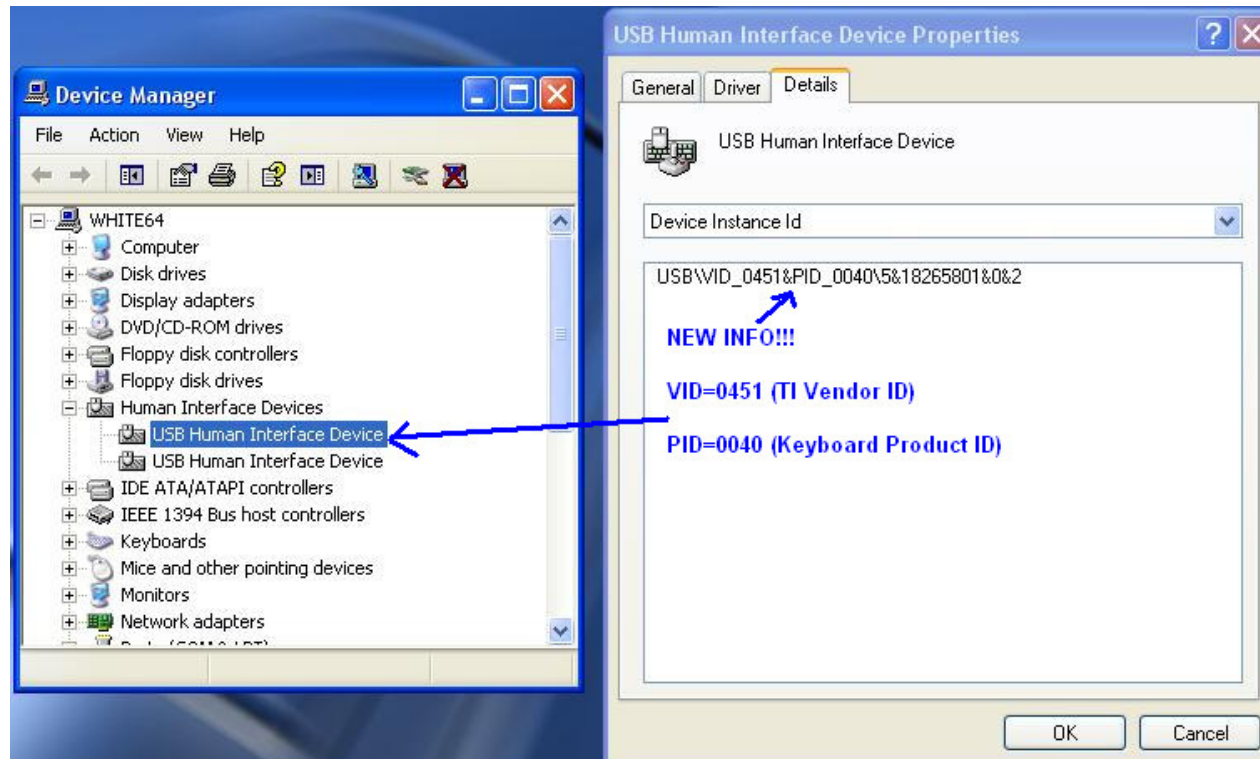 Device Manager
File Action View Help
WHITE64
Computer
Disk drives
Display adapters
DVD/CD-ROM drives
Floppy disk controllers
Floppy disk drives
Human Interface Devices
USB Human Interface Device
USB Human Interface Device
IDE ATA/ATAPI controllers
IEEE 1394 Bus host controllers
Keyboards
Mice and other pointing devices
Monitors
Network adapters
USB Human Interface Device Properties
General Driver Details
USB Human Interface Device
Device Instance Id
USB\VID_0451&PID_0040\5&18265801&0&2
NEW INFO!!!
VID=0451 (TI Vendor ID)
PID=0040 (Keyboard Product ID)
OK Cancel